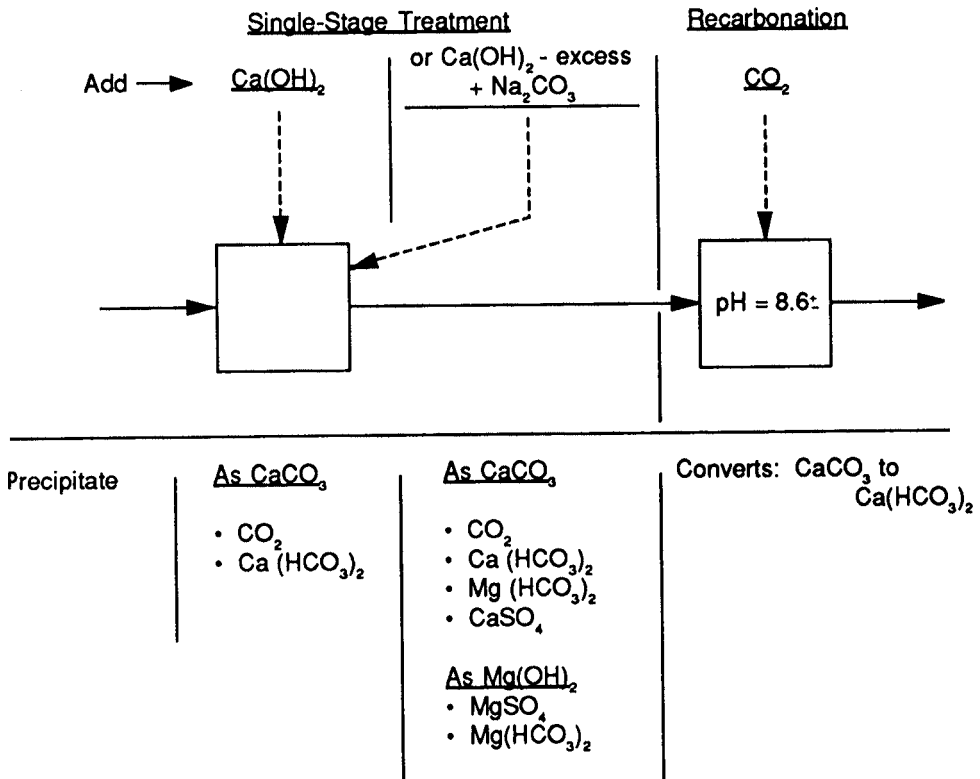 Single-Stage Treatment
Recarbonation
Add
Ca(OH)₂
or Ca(OH)₂ - excess
+ Na₂CO₃
CO₂
pH = 8.6±
Precipitate
As CaCO₃
• CO₂
• Ca (HCO₃)₂
As CaCO₃
• CO₂
• Ca (HCO₃)₂
• Mg (HCO₃)₂
• CaSO₄
As Mg(OH)₂
• MgSO₄
• Mg(HCO₃)₂
Converts: CaCO₃ to
Ca(HCO₃)₂